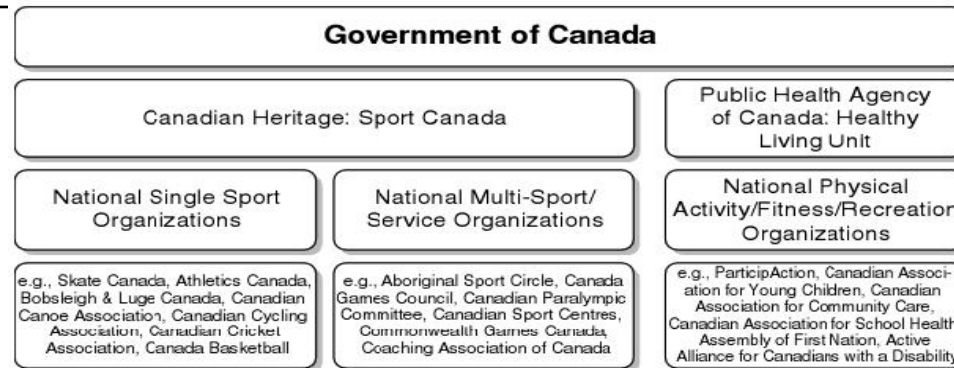 Government of Canada
Canadian Heritage: Sport Canada
Public Health Agency
of Canada: Healthy
Living Unit
National Single Sport
Organizations
National Multi-Sport/
Service Organizations
National Physical
Activity/Fitness/Recreation
Organizations
e.g., Skate Canada, Athletics Canada,
Bobsleigh & Luge Canada, Canadian
Canoe Association, Canadian Cycling
Association, Canadian Cricket
Association, Canada Basketball
e.g., Aboriginal Sport Circle, Canada
Games Council, Canadian Paralympic
Committee, Canadian Sport Centres,
Commonwealth Games Canada,
Coaching Association of Canada
e.g., ParticipAction, Canadian Associ-
ation for Young Children, Canadian
Association for Community Care,
Canadian Association for School Health
Assembly of First Nation, Active
Alliance for Canadians with a Disability